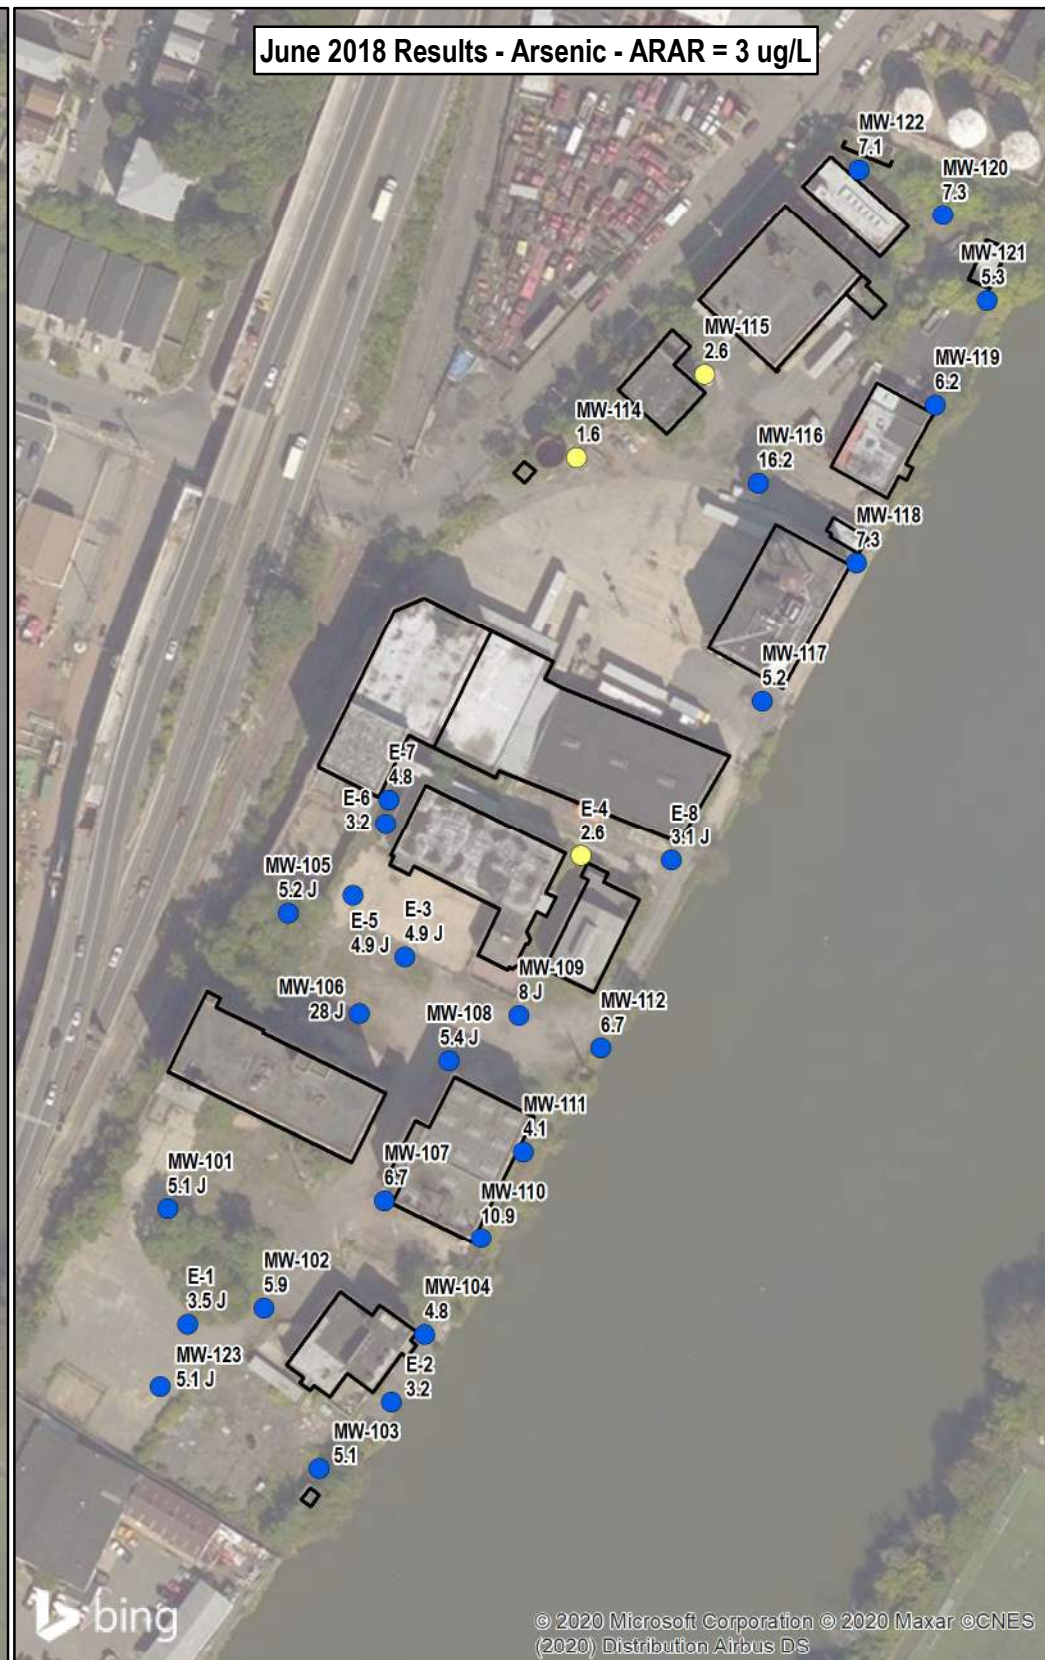 June 2018 Results - Arsenic - ARAR = 3 ug/L
MW-122
7.1
MW-120
7.3
MW-121
5.3
MW-115
2.6
MW-119
6.2
MW-114
1.6
MW-116
16.2
MW-118
7.3
MW-117
5.2
E-7
4.8
E-6
3.2
E-4
2.6
E-8
3.1 J
MW-105
5.2 J
E-5
4.9 J
E-3
4.9 J
MW-109
8 J
MW-106
28 J
MW-108
5.4 J
MW-112
6.7
MW-111
4.1
MW-107
6.7
MW-101
5.1 J
MW-110
10.9
MW-102
5.9
E-1
3.5 J
MW-104
4.8
MW-123
5.1 J
E-2
3.2
MW-103
5.1
bing
© 2020 Microsoft Corporation © 2020 Maxar ©CNES
(2020) Distribution Airbus DS